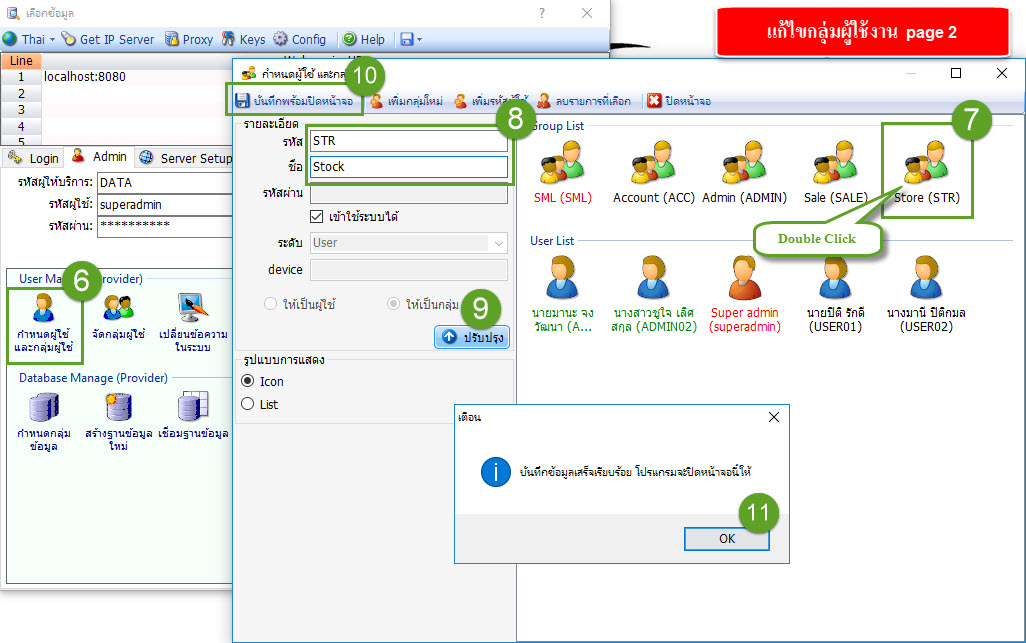 เลือกข้อมูล
?
แก้ไขกลุ่มผู้ใช้งาน page 2
Thai Get IP Server Proxy Keys Config Help
Line
1 localhost:8080
2
3
4
5
Login Admin Server Setup
รหัสผู้ให้บริการ: DATA
รหัสผู้ใช้: superadmin
รหัสผ่าน: **********
6
กำหนดผู้ใช้
และกลุ่มผู้ใช้
จัดกลุ่มผู้ใช้
เปลี่ยนข้อความ
ในระบบ
Database Manage (Provider)
กำหนดกลุ่ม
ข้อมูล
สร้างฐานข้อมูล
ใหม่
เชื่อมฐานข้อมูล
กำหนดผู้ใช้ และกลุ่
10
บันทึกพร้อมปิดหน้าจอ เพิ่มกลุ่มใหม่ เพิ่มรหัสผู้ใช้ ลบรายการที่เลือก ปิดหน้าจอ
รายละเอียด
8
รหัส STR
ชื่อ Stock
รหัสผ่าน
เข้าใช้ระบบได้
ระดับ User
device
ให้เป็นผู้ใช้ ให้เป็นกลุ่ม
9
ปรับปรุง
รูปแบบการแสดง
Icon
List
Group List
7
SML (SML)
Account (ACC)
Admin (ADMIN)
Sale (SALE)
Store (STR)
Double Click
User List
นายมานะ จง
วัฒนา (A...
นางสาวชูใจ เลิศ
สกุล (ADMIN02)
Super admin
(superadmin)
นายปิติ รักดี
(USER01)
นางมานี ปิติกมล
(USER02)
เตือน
บันทึกข้อมูลเสร็จเรียบร้อย โปรแกรมจะปิดหน้าจอนี้ให้
11
OK